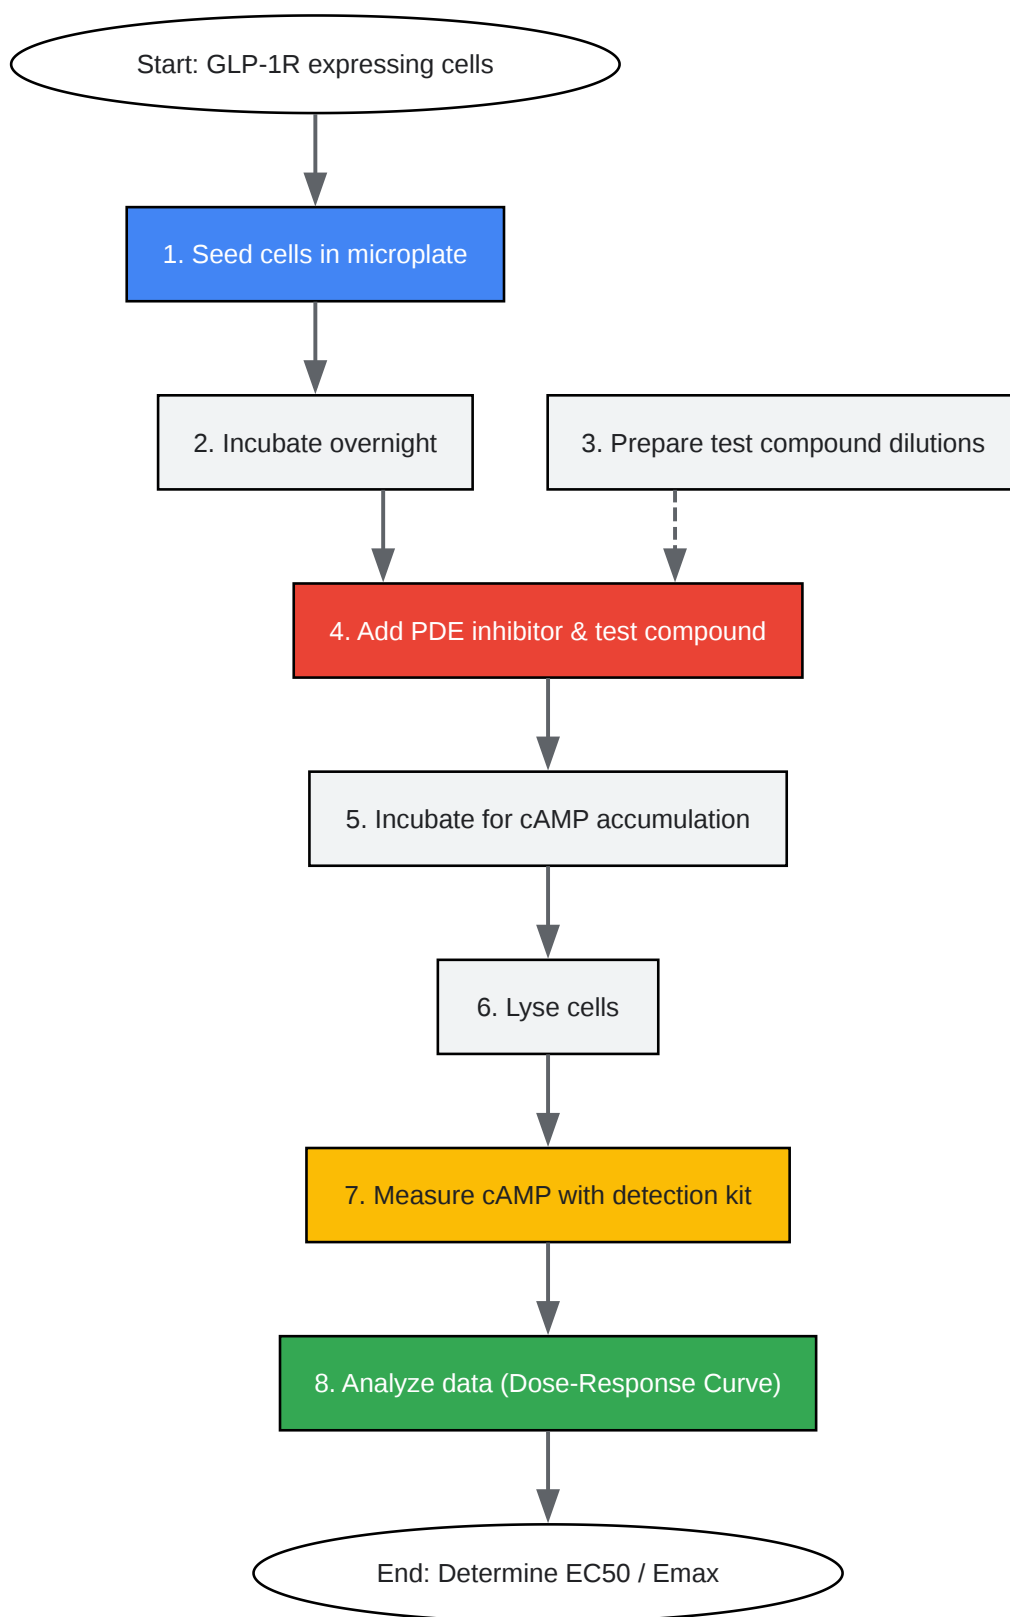 Start: GLP-1R expressing cells
1. Seed cells in microplate
2. Incubate overnight
3. Prepare test compound dilutions
4. Add PDE inhibitor & test compound
5. Incubate for cAMP accumulation
6. Lyse cells
7. Measure cAMP with detection kit
8. Analyze data (Dose-Response Curve)
End: Determine EC50 / Emax